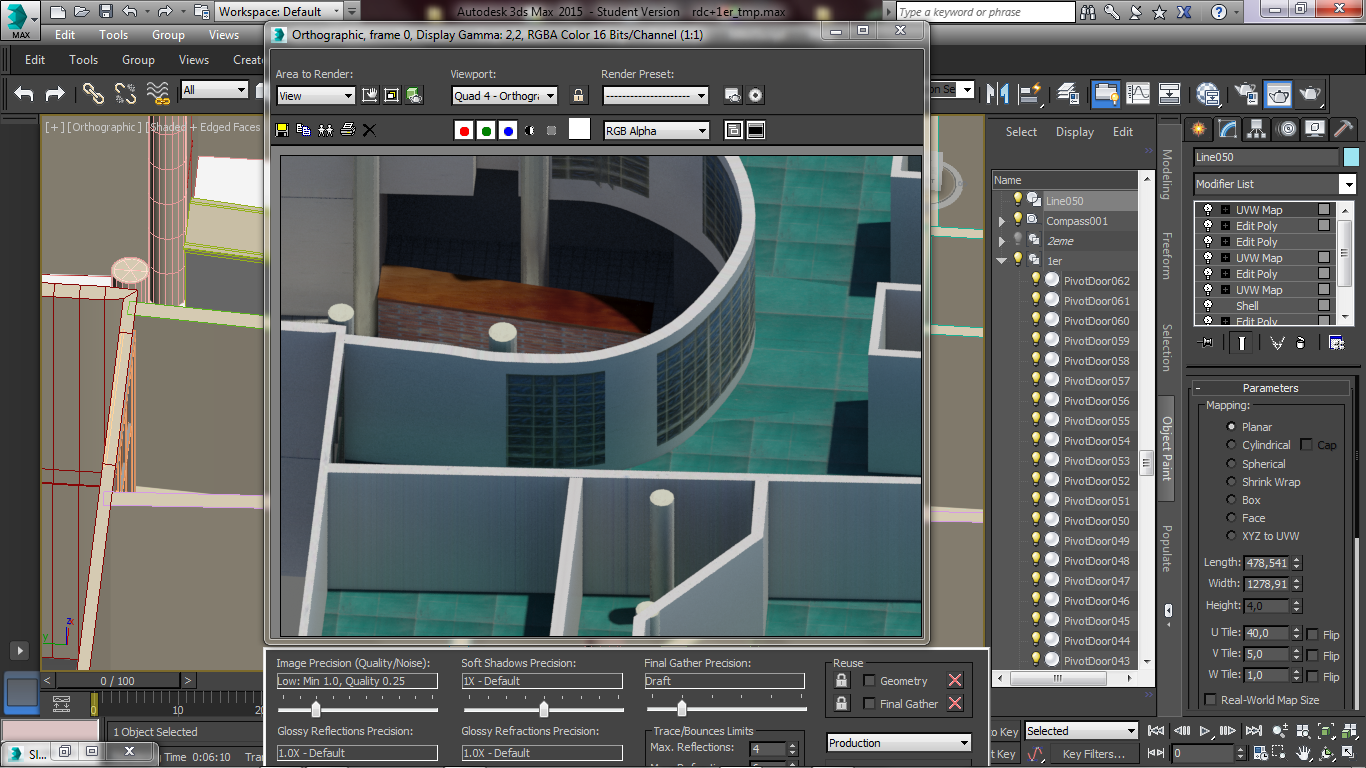 MAX
Workspace: Default
Autodesk 3ds Max 2015 - Student Version rdc+1er_tmp.max
Type a keyword or phrase
Edit Tools Group Views
Edit Tools Group Views Create
All
Orthographic, frame 0, Display Gamma: 2,2, RGBA Color 16 Bits/Channel (1:1)
Area to Render: Viewport: Render Preset:
View Quad 4 - Orthogra
RGB Alpha
[+] [Orthographic ] [Shaded + Edged Faces
Select Display Edit
Name
Line050
Compass001
2eme
1er
PivotDoor062
PivotDoor061
PivotDoor060
PivotDoor059
PivotDoor058
PivotDoor057
PivotDoor056
PivotDoor055
PivotDoor054
PivotDoor053
PivotDoor052
PivotDoor051
PivotDoor050
PivotDoor049
PivotDoor048
PivotDoor047
PivotDoor046
PivotDoor045
PivotDoor044
PivotDoor043
Modeling
Freeform
Selection
Object Paint
Populate
Line050
Modifier List
UVW Map
Edit Poly
Edit Poly
UVW Map
Edit Poly
UVW Map
Shell
Edit Poly
Parameters
Mapping:
Planar
Cylindrical Cap
Spherical
Shrink Wrap
Box
Face
XYZ to UVW
Length: 478,541
Width: 1278,91
Height: 4,0
U Tile: 40,0 Flip
V Tile: 5,0 Flip
W Tile: 1,0 Flip
Real-World Map Size
Image Precision (Quality/Noise): Soft Shadows Precision: Final Gather Precision: Reuse
Low: Min 1.0, Quality 0.25 1X - Default Draft Geometry
Final Gather
Glossy Reflections Precision: Glossy Refractions Precision: Trace/Bounces Limits
1.0X - Default 1.0X - Default Max. Reflections: 4
Production
z
y
0 / 100
0 10
1 Object Selected
Time 0:06:10
Selected
Key Filters...
0